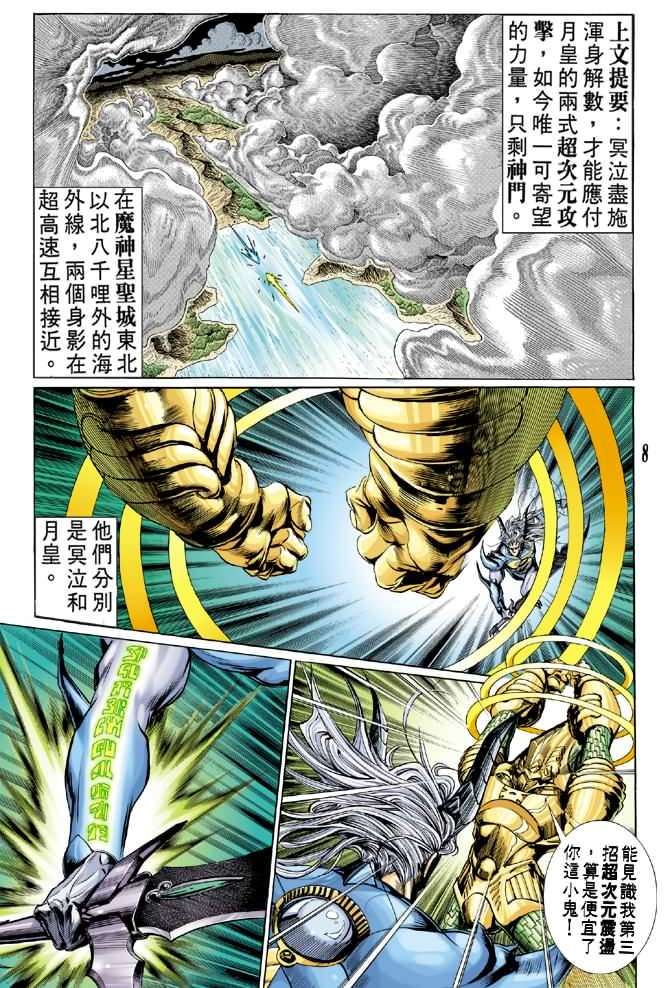 上文提要：冥泣盡施
渾身解數，才能應付
月皇的兩式超次元攻
擊，如今唯一可寄望
的力量，只剩神門。
在魔神星聖城東北
以北八千哩外的海
外線，兩個身影在
超高速互相接近。
8
他們分別
是冥泣和
月皇。
能見識我第三
招超次元震盪
，算是便宜了
你這小鬼！